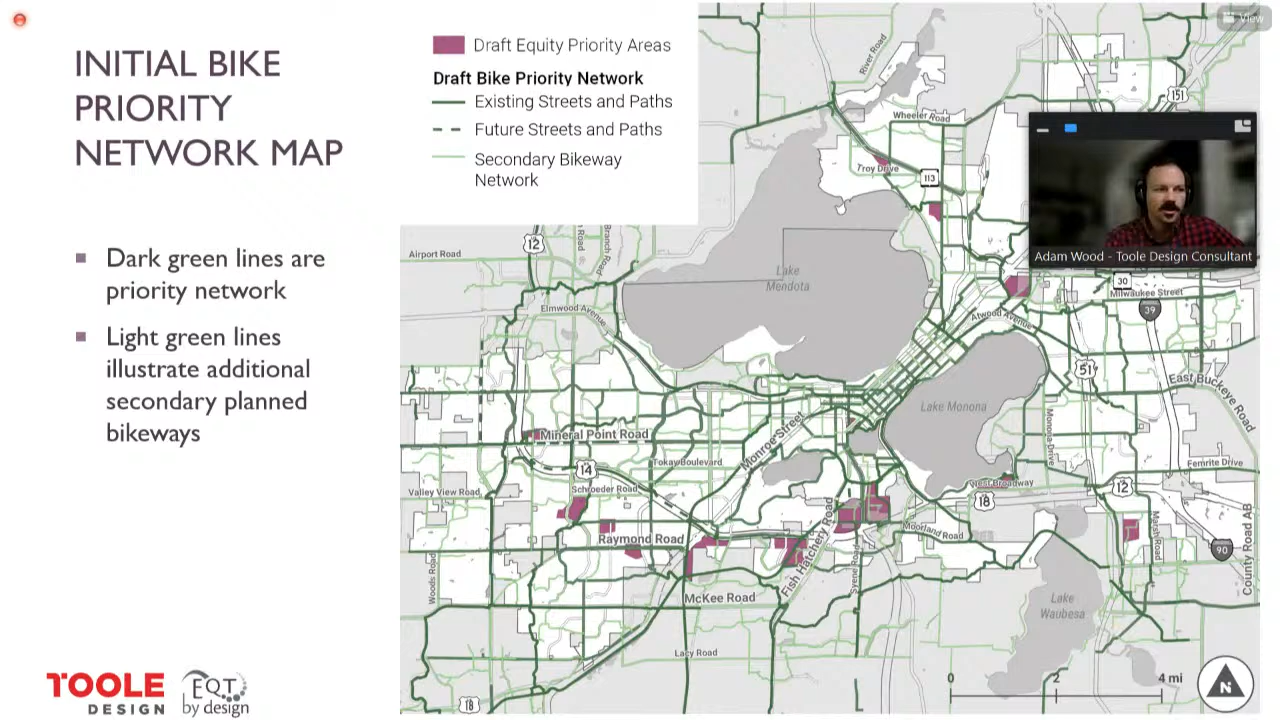 View
INITIAL BIKE
PRIORITY
NETWORK MAP
Dark green lines are
priority network
Light green lines
illustrate additional
secondary planned
bikeways
TOOLE
DESIGN
EQT
by design
Draft Equity Priority Areas
Draft Bike Priority Network
Existing Streets and Paths
Future Streets and Paths
Secondary Bikeway
Network
River Road
151
Wheeler Road
Troy Drive
113
Adam Wood - Toole Design Consultant
12
Branch Road
Airport Road
Lake
Mendota
30
Milwaukee Street
39
Elmwood Avenue
Atwood Avenue
51
East Buckeye
Road
Lake Monona
Monona Drive
Mineral Point Road
Monroe Street
14
Tokay Boulevard
Femrite Drive
Valley View Road
Schroeder Road
West Broadway
18
12
Fish Hatchery Road
Moorland Road
Raymond Road
Syene Road
Marsh Road
90
County Road AB
Woods Road
McKee Road
Lake
Waubesa
Lacy Road
0
2
4 mi
N
18